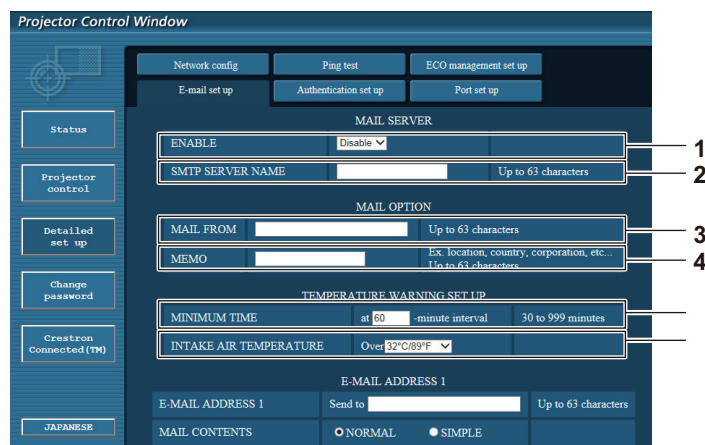 Projector Control Window
Network config Ping test ECO management set up
E-mail set up Authentication set up Port set up
Status
Projector control
Detailed set up
Change password
Crestron Connected(TM)
JAPANESE
MAIL SERVER
ENABLE Disable 1
SMTP SERVER NAME Up to 63 characters 2
MAIL OPTION
MAIL FROM Up to 63 characters 3
MEMO Ex. location, country, corporation, etc... Up to 63 characters 4
TEMPERATURE WARNING SET UP
MINIMUM TIME at 60 -minute interval 30 to 999 minutes
INTAKE AIR TEMPERATURE Over 32°C/89°F
E-MAIL ADDRESS 1
E-MAIL ADDRESS 1 Send to Up to 63 characters
MAIL CONTENTS NORMAL SIMPLE